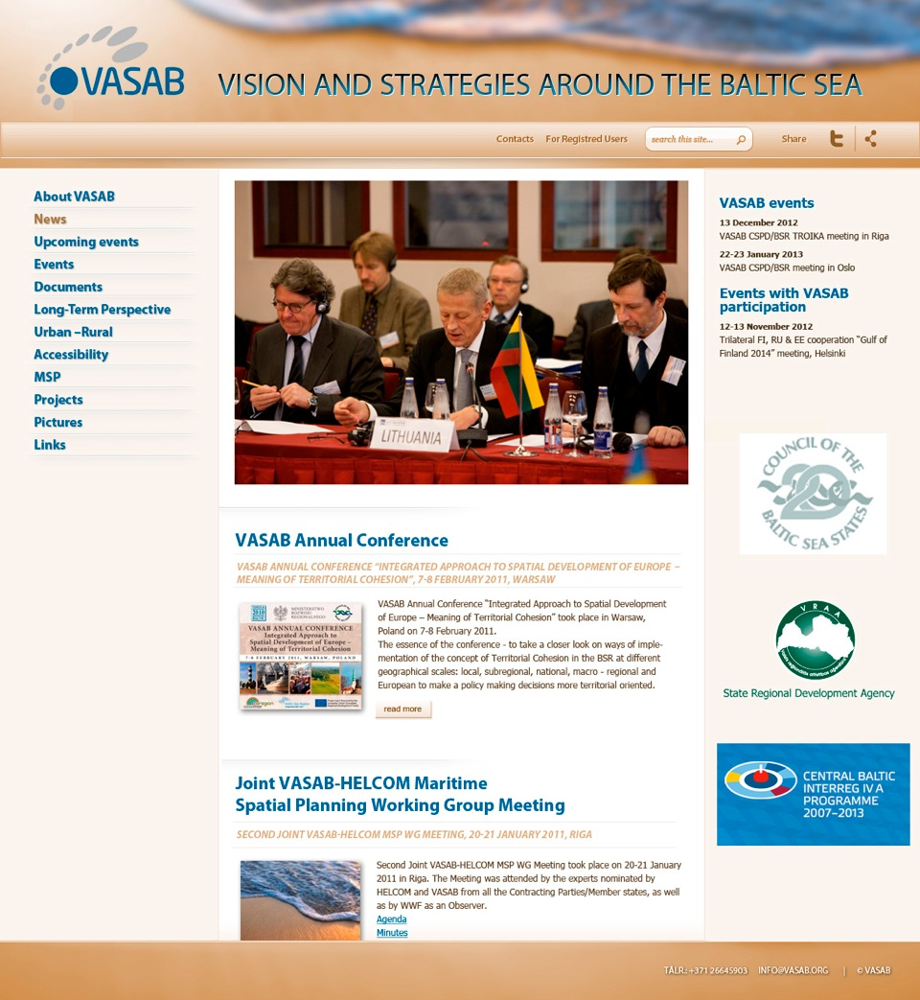 VASAB
VISION AND STRATEGIES AROUND THE BALTIC SEA
Contacts
For Registred Users
search this site...
Share
About VASAB
News
Upcoming events
Events
Documents
Long-Term Perspective
Urban –Rural
Accessibility
MSP
Projects
Pictures
Links
LITHUANIA
VASAB Annual Conference
VASAB ANNUAL CONFERENCE “INTEGRATED APPROACH TO SPATIAL DEVELOPMENT OF EUROPE –
MEANING OF TERRITORIAL COHESION”, 7-8 FEBRUARY 2011, WARSAW
MINISTERSTWO
ROZWOJU
REGIONALNEGO
VASAB ANNUAL CONFERENCE
Integrated Approach to
Spatial Development of Europe –
Meaning of Territorial Cohesion
7-8 FEBRUARY 2011, WARSAW, POLAND
VASAB Annual Conference “Integrated Approach to Spatial Development
of Europe – Meaning of Territorial Cohesion” took place in Warsaw,
Poland on 7-8 February 2011.
The essence of the conference - to take a closer look on ways of imple-
mentation of the concept of Territorial Cohesion in the BSR at different
geographical scales: local, subregional, national, macro - regional and
European to make a policy making decisions more territorial oriented.
read more
Joint VASAB-HELCOM Maritime
Spatial Planning Working Group Meeting
SECOND JOINT VASAB-HELCOM MSP WG MEETING, 20-21 JANUARY 2011, RIGA
Second Joint VASAB-HELCOM MSP WG Meeting took place on 20-21 January
2011 in Riga. The Meeting was attended by the experts nominated by
HELCOM and VASAB from all the Contracting Parties/Member states, as well
as by WWF as an Observer.
Agenda
Minutes
VASAB events
13 December 2012
VASAB CSPD/BSR TROIKA meeting in Riga
22-23 January 2013
VASAB CSPD/BSR meeting in Oslo
Events with VASAB
participation
12-13 November 2012
Trilateral FI, RU & EE cooperation “Gulf of
Finland 2014” meeting, Helsinki
COUNCIL OF THE
20
BALTIC SEA STATES
VRAA
State Regional Development Agency
CENTRAL BALTIC
INTERREG IV A
PROGRAMME
2007–2013
TĀLR.: +371 26645903
INFO@VASAB.ORG
|
© VASAB